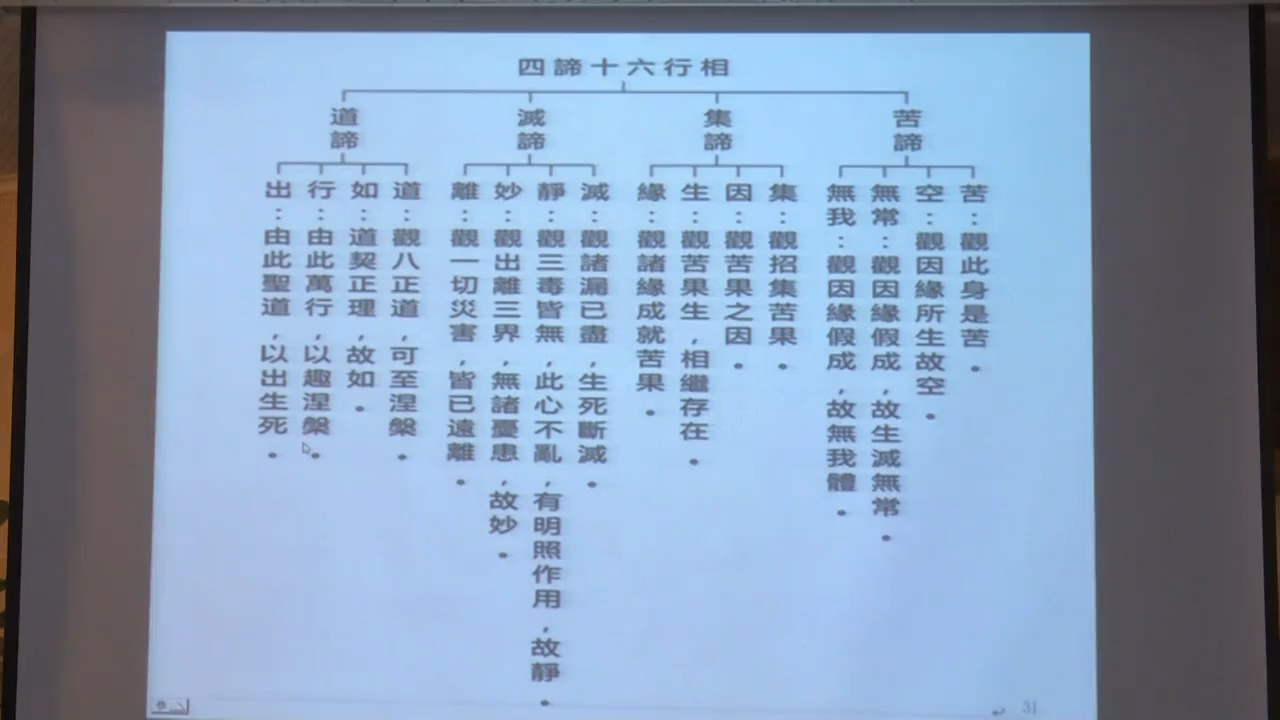 四諦十六行相
苦諦
苦：觀此身是苦．
空：觀因緣所生故空．
無常：觀因緣假成，故生滅無常．
無我：觀因緣假成，故無我體．
集諦
集：觀招集苦果．
因：觀苦果之因．
生：觀苦果生，相繼存在．
緣：觀諸緣成就苦果．
滅諦
滅：觀諸漏已盡，生死斷滅．
靜：觀三毒皆無，此心不亂，有明照作用，故靜．
妙：觀出離三界，無諸憂患，故妙．
離：觀一切災害，皆已遠離．
道諦
道：觀八正道，可至涅槃．
如：道契正理，故如．
行：由此萬行，以趣涅槃．
出：由此聖道，以出生死．
31